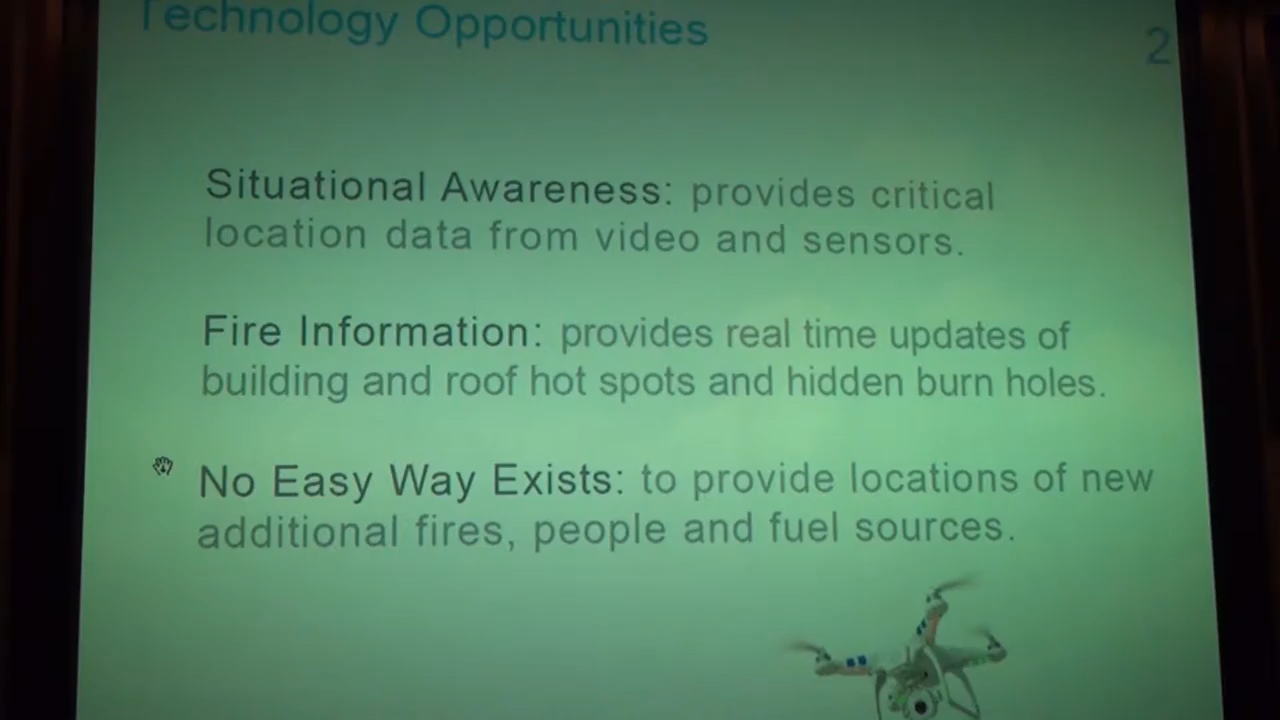 Technology Opportunities
2
Situational Awareness: provides critical
location data from video and sensors.
Fire Information: provides real time updates of
building and roof hot spots and hidden burn holes.
No Easy Way Exists: to provide locations of new
additional fires, people and fuel sources.